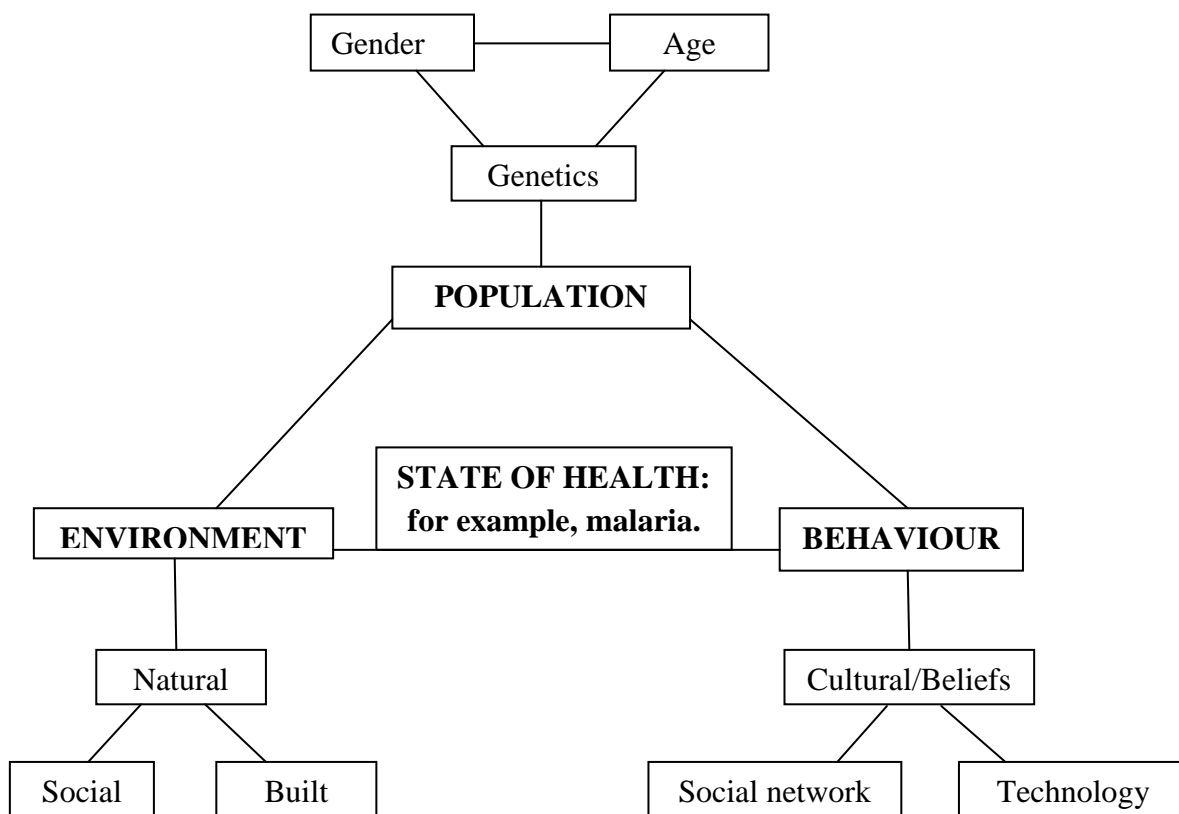 Gender
Age
Genetics
POPULATION
STATE OF HEALTH:
for example, malaria.
ENVIRONMENT
BEHAVIOUR
Natural
Cultural/Beliefs
Social
Built
Social network
Technology